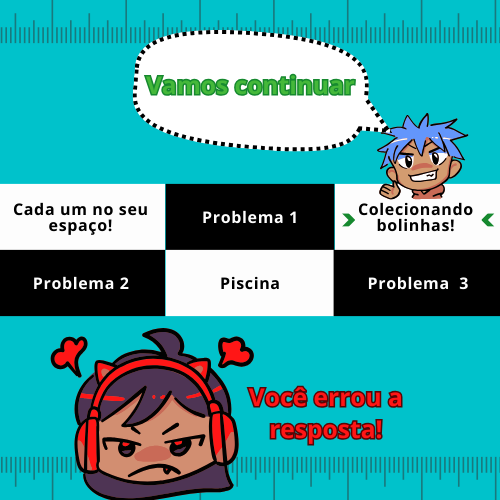 Vamos continuar
Cada um no seu
espaço!
Problema 1
Colecionando
bolinhas!
Problema 2
Piscina
Problema 3
Você errou a
resposta!